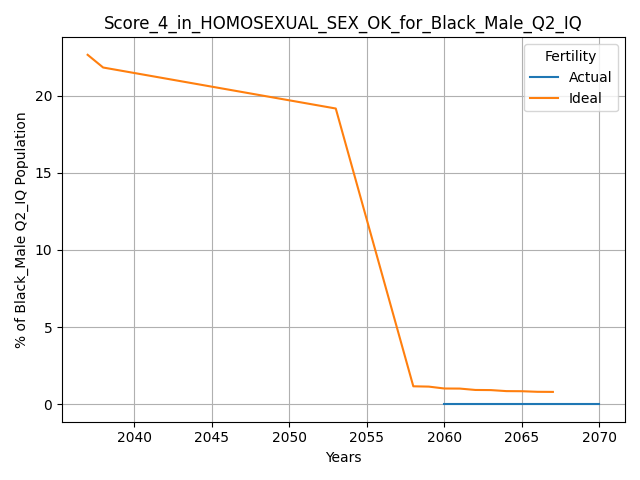 Score_4_in_HOMOSEXUAL_SEX_OK_for_Black_Male_Q2_IQ
Fertility
Actual
Ideal
% of Black_Male Q2_IQ Population
20
15
10
5
0
2040
2045
2050
2055
2060
2065
2070
Years